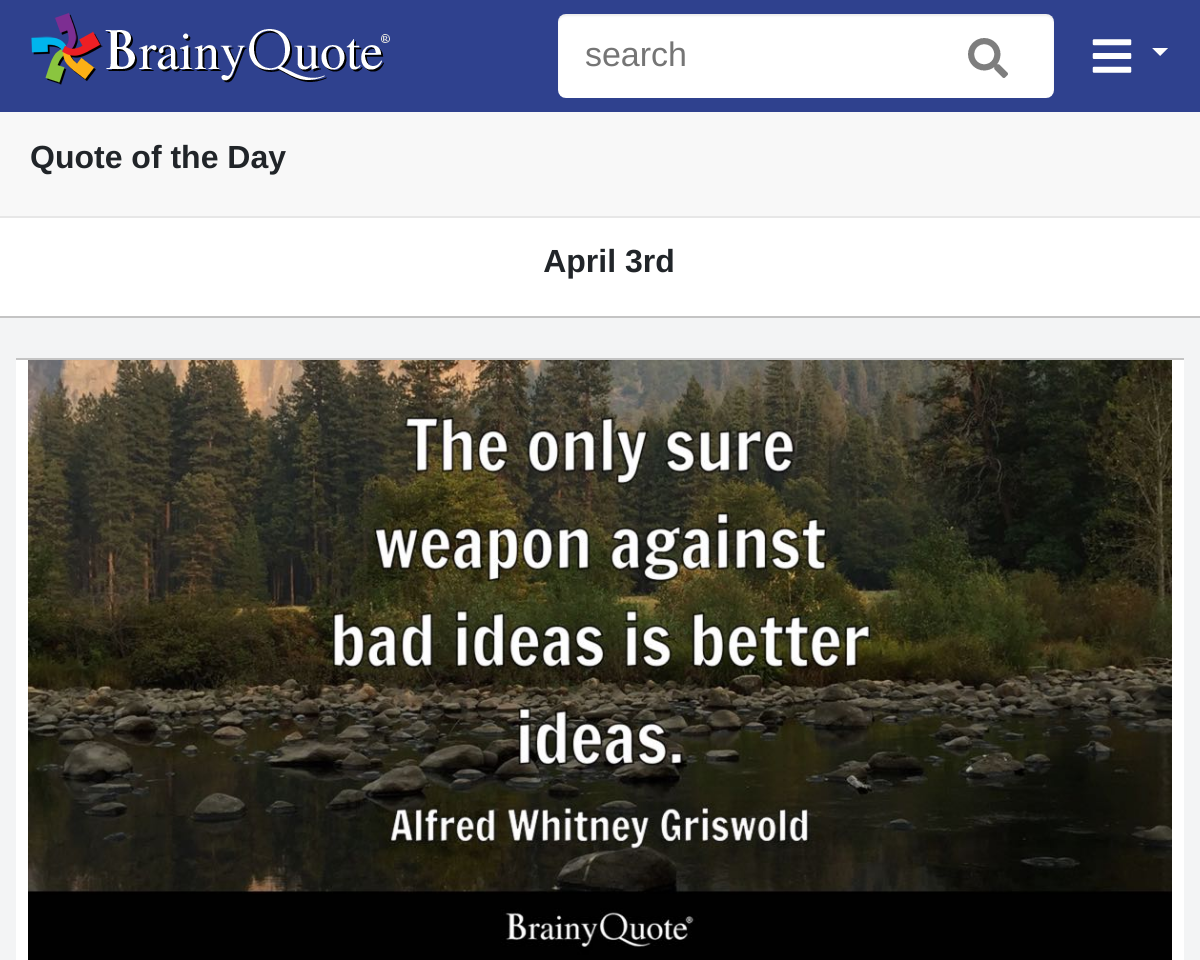 BrainyQuote®
search
Quote of the Day
April 3rd
The only sure
weapon against
bad ideas is better
ideas.
Alfred Whitney Griswold
BrainyQuote®